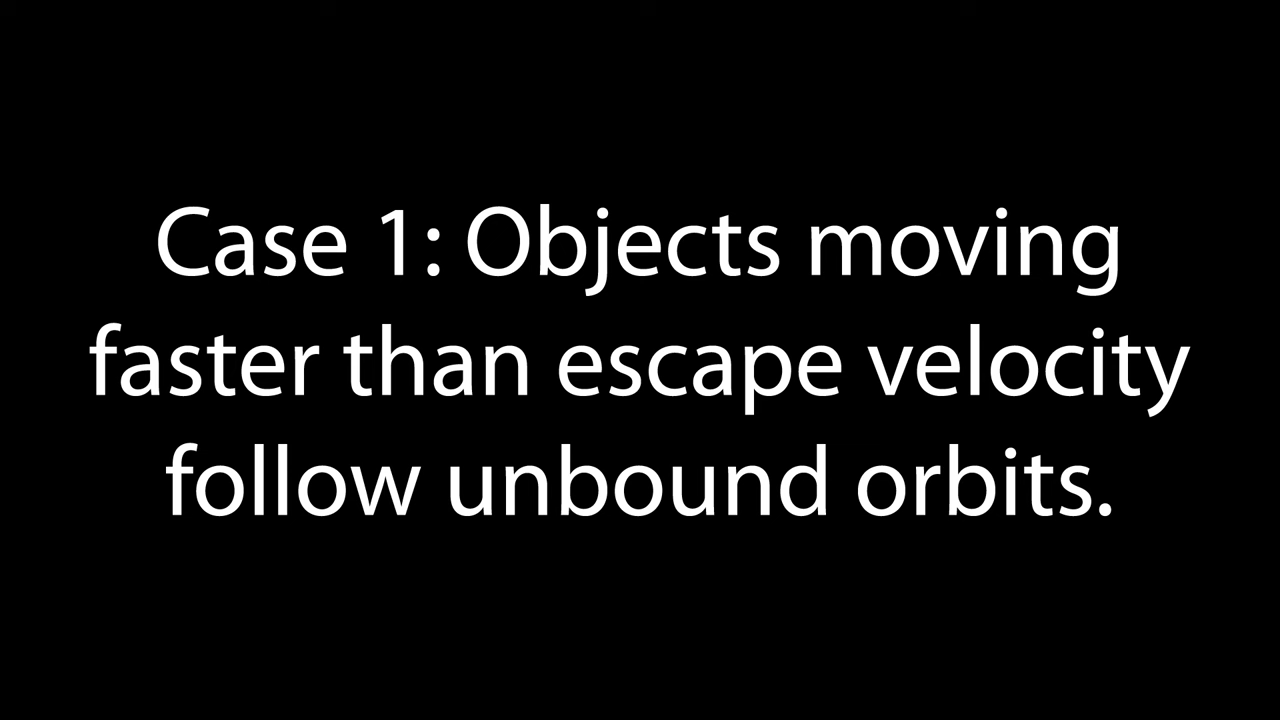 Case 1: Objects moving
faster than escape velocity
follow unbound orbits.